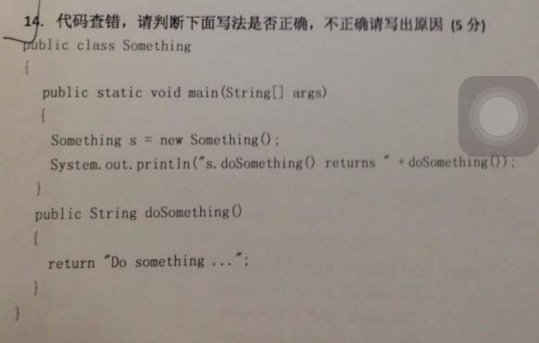 14. 代码查错，请判断下面写法是否正确，不正确请写出原因 (5 分)
public class Something
{
public static void main(String[] args)
{
Something s = new Something();
System.out.println("s.doSomething() returns " + doSomething());
}
public String doSomething()
{
return "Do something ...";
}
}